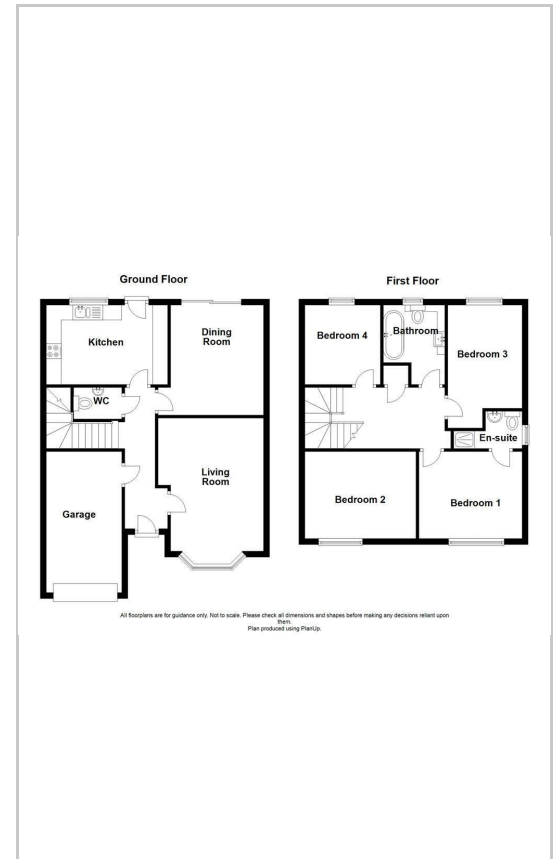 Ground Floor
Kitchen
Dining
Room
WC
Living
Room
Garage
First Floor
Bedroom 4
Bathroom
Bedroom 3
En-suite
Bedroom 2
Bedroom 1
All floorplans are for guidance only. Not to scale. Please check all dimensions and shapes before making any decisions reliant upon
them.
Plan produced using PlanUp.